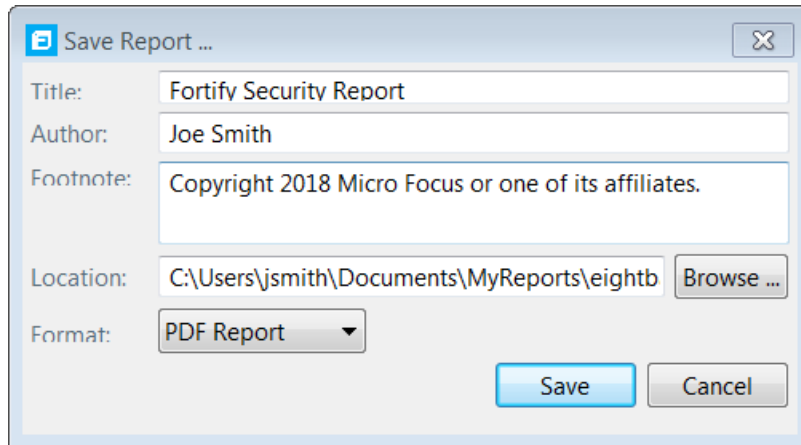 Save Report ...
Title: Fortify Security Report
Author: Joe Smith
Footnote: Copyright 2018 Micro Focus or one of its affiliates.
Location: C:\Users\jsmith\Documents\MyReports\eightb Browse ...
Format: PDF Report
Save Cancel